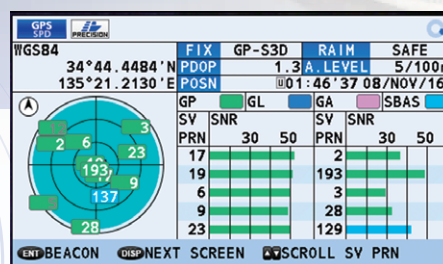 GPS
SPD PRECISION
WGS84 FIX GP-S3D RAIM SAFE
34°44.4484'N PDOP 1.3 A.LEVEL 5/100
135°21.2130'E POSN U01:46'37 08/NOV/16
GP GL GA SBAS
SV SNR SV SNR
PRN 30 50 PRN 30 50
17 2
19 193
6 3
9 28
23 129
3
2 6
23
193
9
137
28
ENT BEACON DISP NEXT SCREEN ▲▼ SCROLL SV PRN